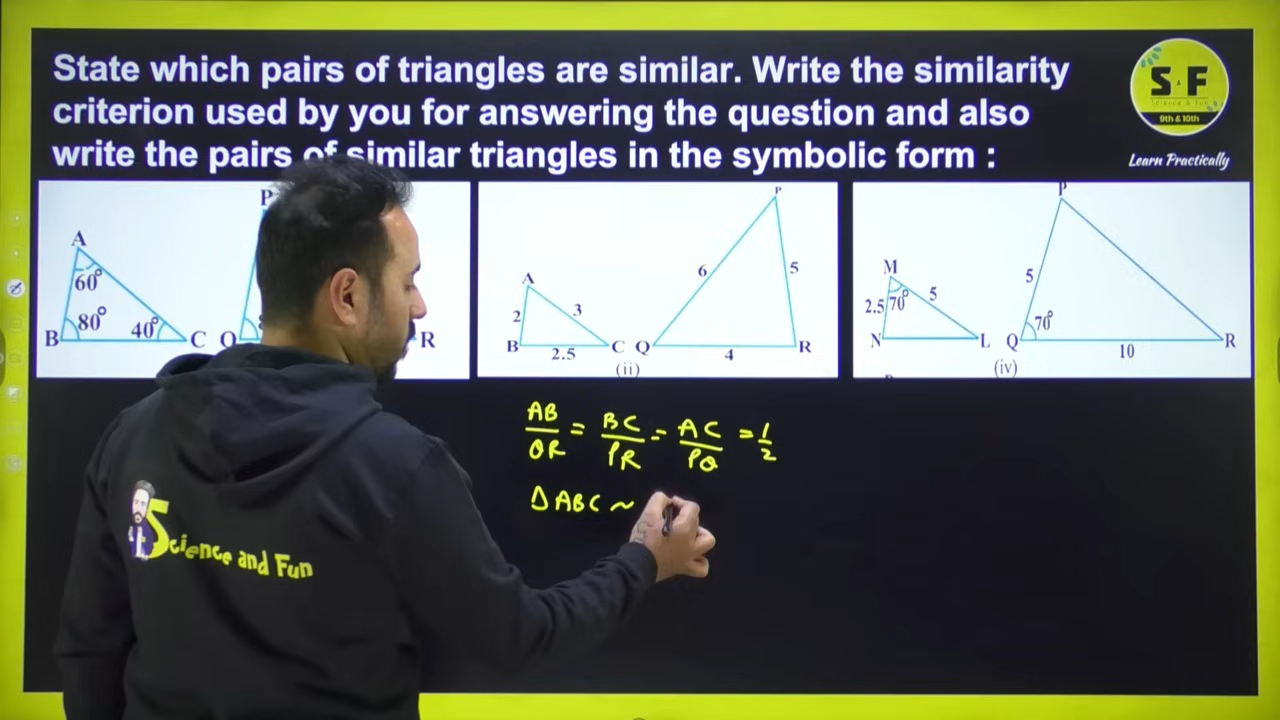 State which pairs of triangles are similar. Write the similarity
criterion used by you for answering the question and also
write the pairs of similar triangles in the symbolic form :
S & F
Science & Fun
9th & 10th
Learn Practically
A
60°
B
80°
40°
C
P
Q
R
A
2
3
B
2.5
C
P
6
5
Q
4
R
(ii)
M
2.5
70°
5
N
L
P
5
Q
70°
10
R
(iv)
AB/QR = BC/PR = AC/PQ = 1/2
Δ ABC ~
Science and Fun